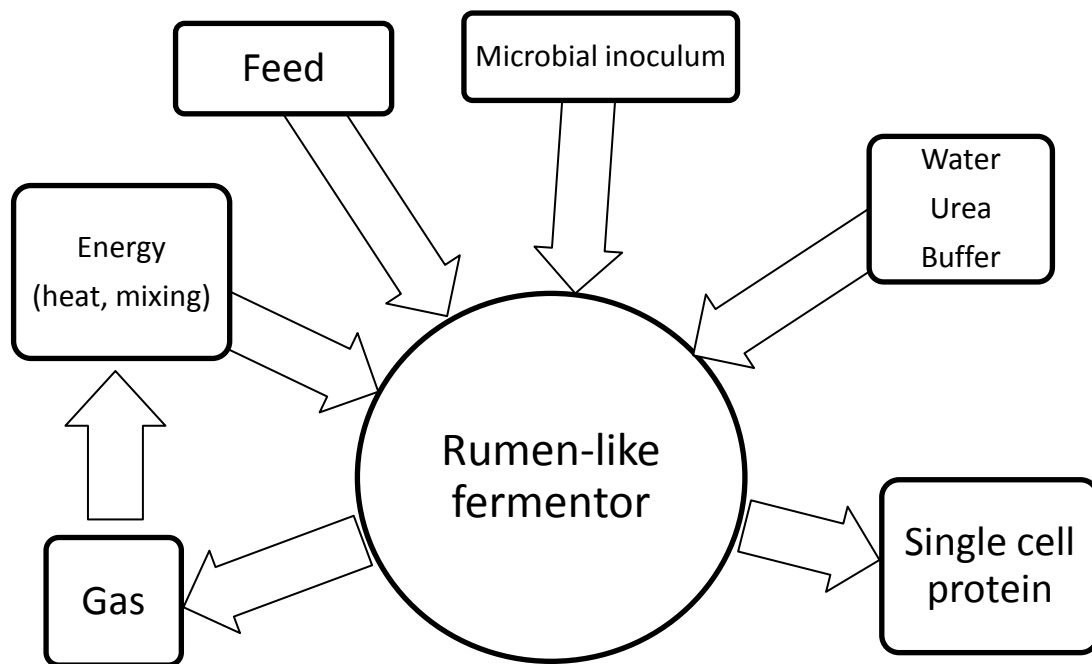 Feed
Microbial inoculum
Water
Urea
Buffer
Energy
(heat, mixing)
Rumen-like
fermentor
Gas
Single cell
protein